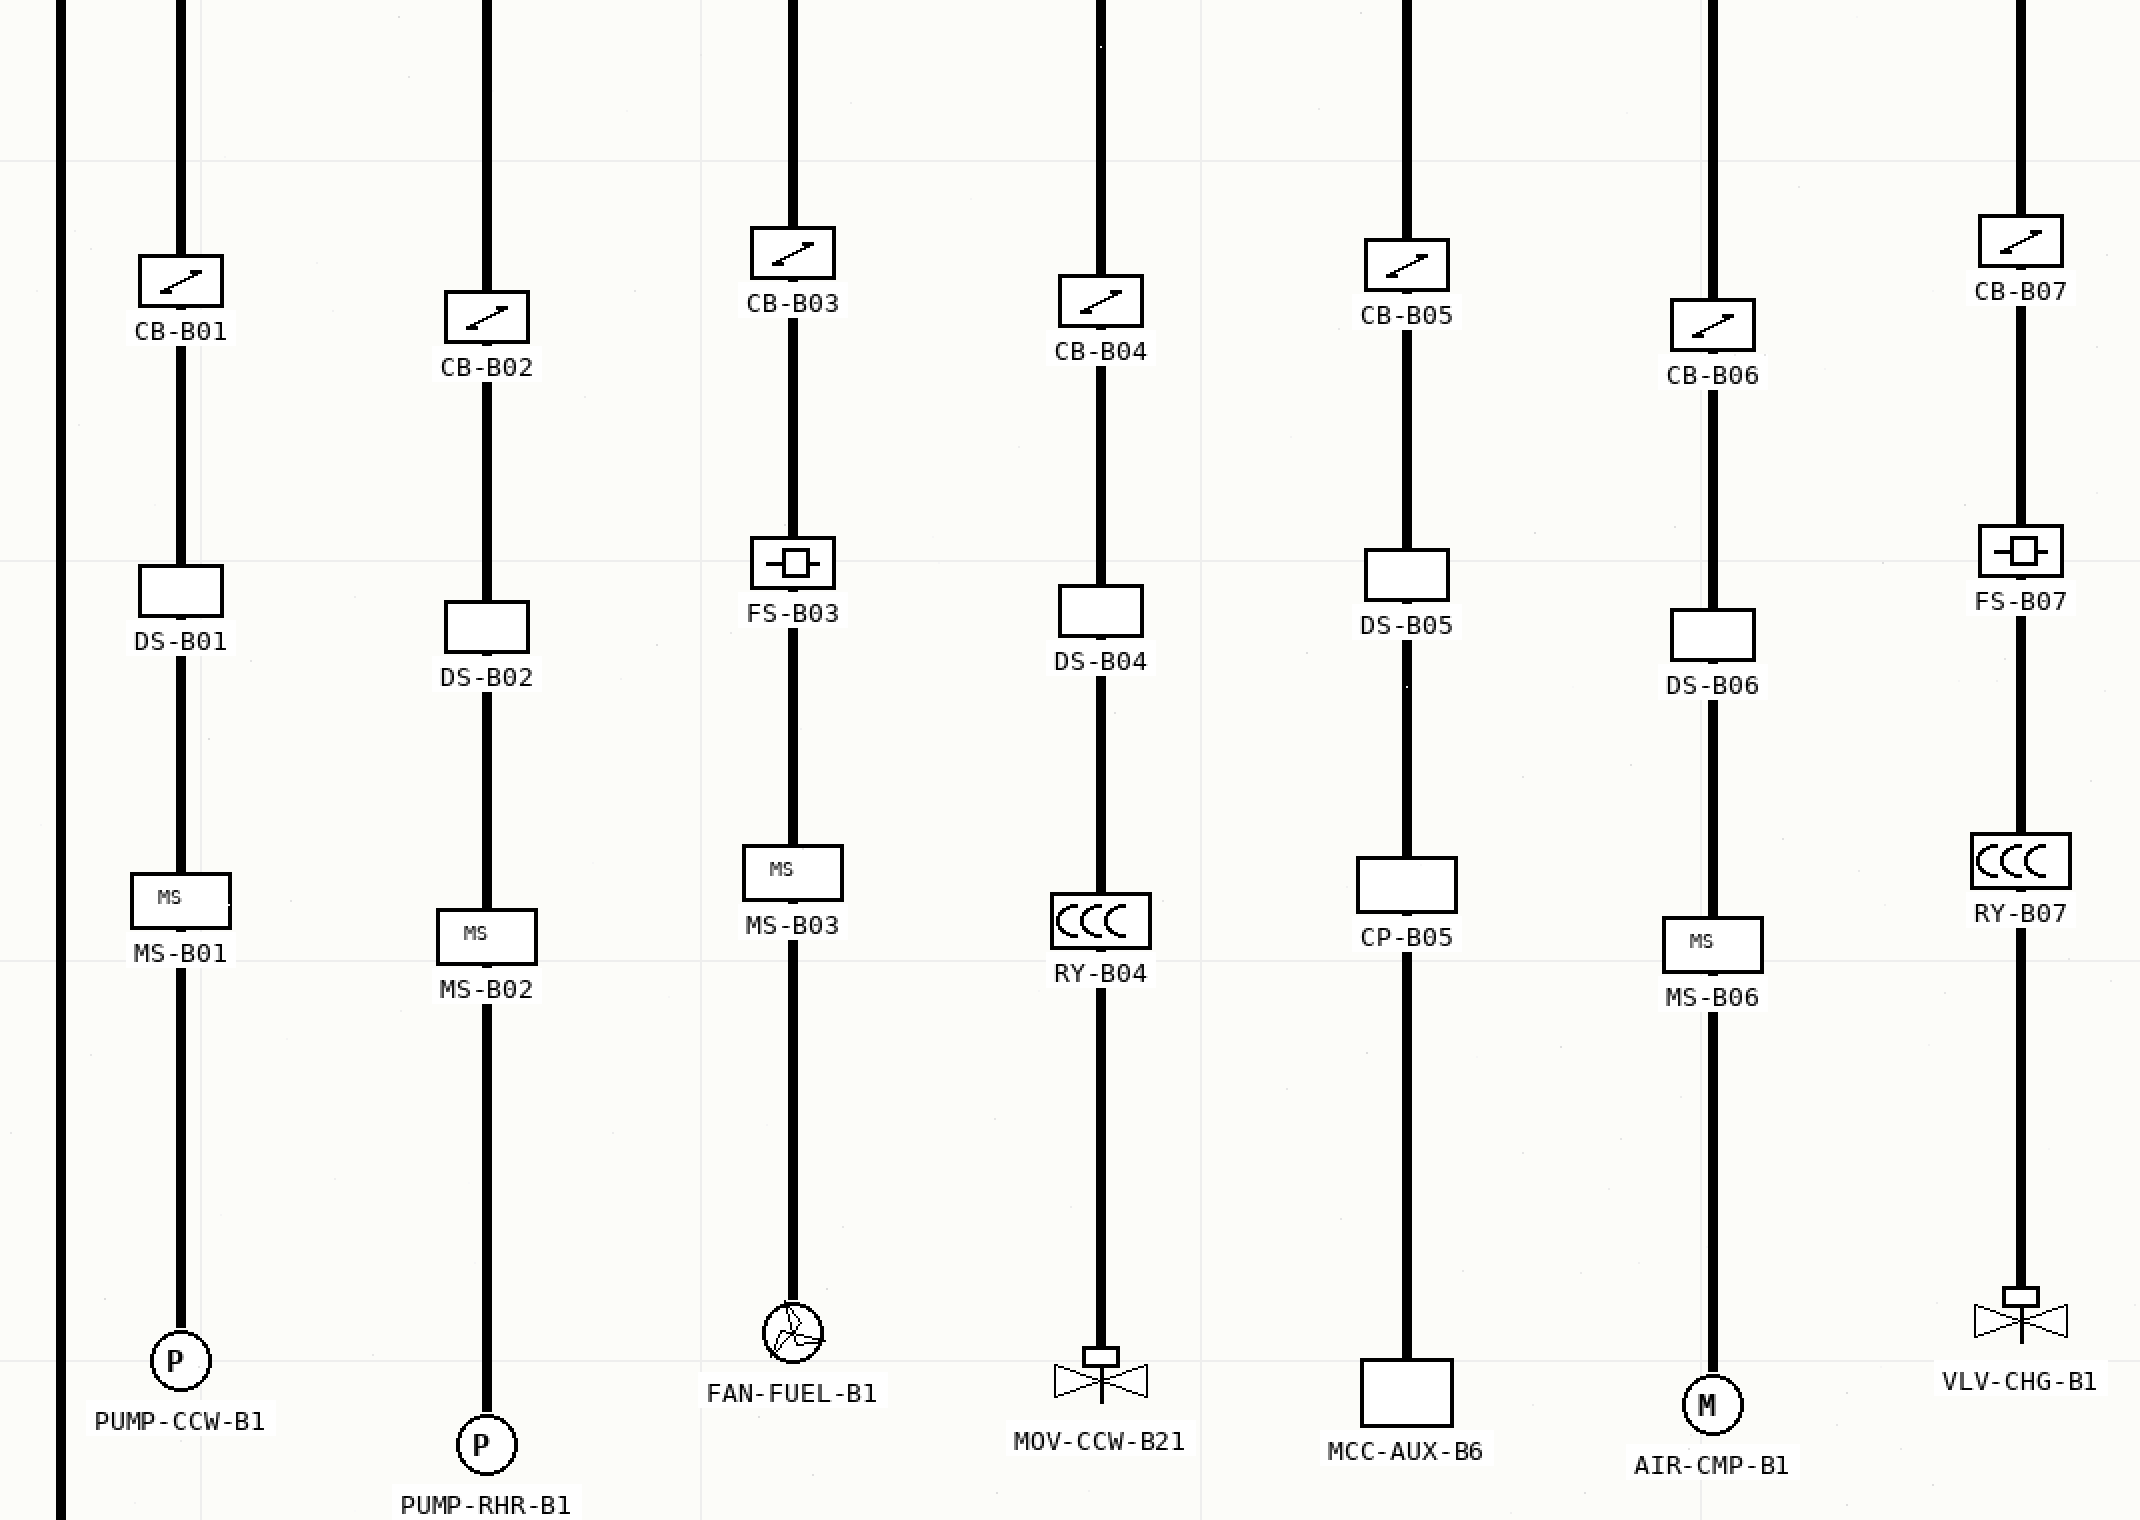 CB-B01
CB-B02
CB-B03
CB-B04
CB-B05
CB-B06
CB-B07
DS-B01
DS-B02
FS-B03
DS-B04
DS-B05
DS-B06
FS-B07
MS
MS-B01
MS
MS-B02
MS
MS-B03
RY-B04
CP-B05
MS
MS-B06
RY-B07
P
PUMP-CCW-B1
P
PUMP-RHR-B1
FAN-FUEL-B1
MOV-CCW-B21
MCC-AUX-B6
M
AIR-CMP-B1
VLV-CHG-B1